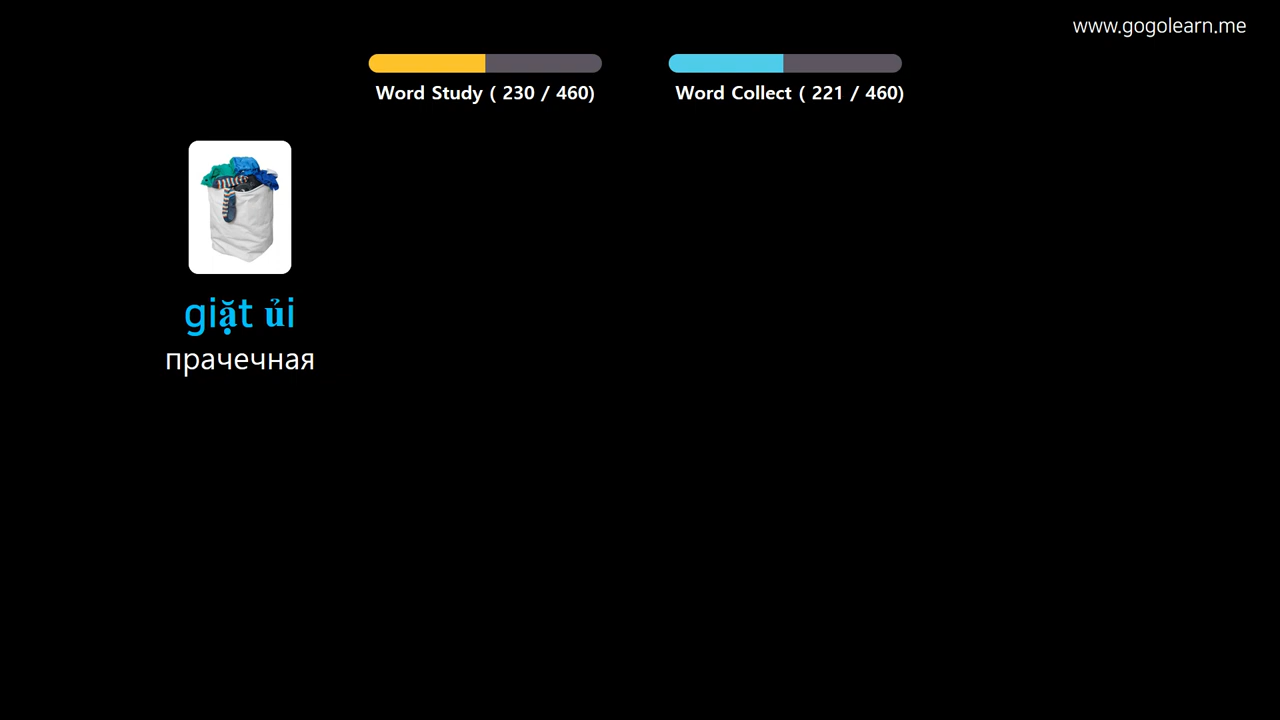 www.gogolearn.me
Word Study ( 230 / 460)
Word Collect ( 221 / 460)
giặt ủi
прачечная